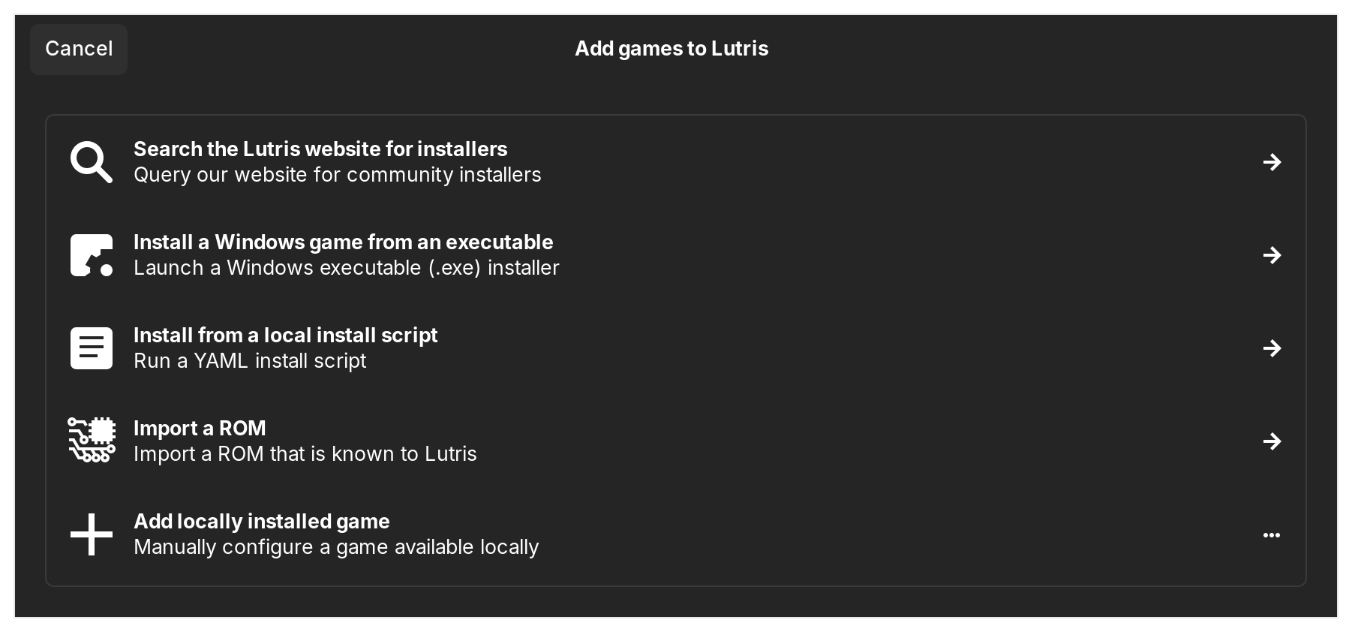 Cancel
Add games to Lutris
Search the Lutris website for installers
Query our website for community installers
Install a Windows game from an executable
Launch a Windows executable (.exe) installer
Install from a local install script
Run a YAML install script
Import a ROM
Import a ROM that is known to Lutris
Add locally installed game
Manually configure a game available locally